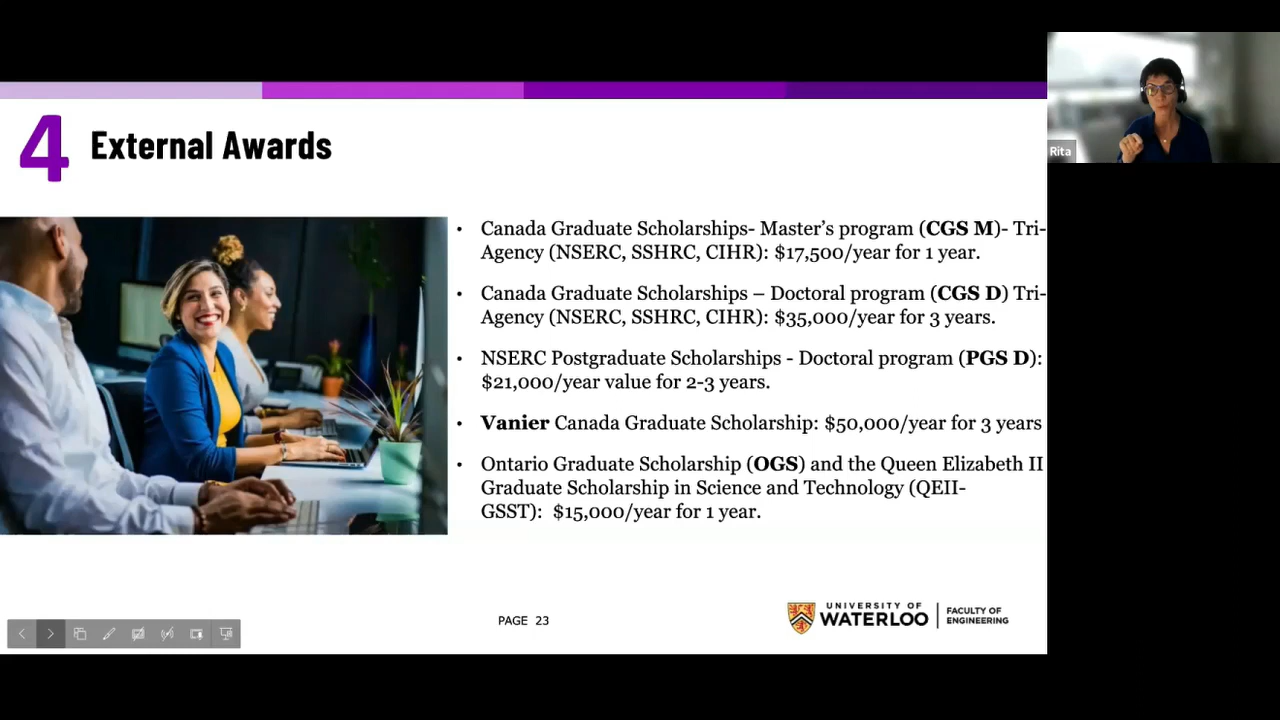 4 External Awards
• Canada Graduate Scholarships- Master’s program (CGS M)- Tri-
Agency (NSERC, SSHRC, CIHR): $17,500/year for 1 year.
• Canada Graduate Scholarships – Doctoral program (CGS D) Tri-
Agency (NSERC, SSHRC, CIHR): $35,000/year for 3 years.
• NSERC Postgraduate Scholarships - Doctoral program (PGS D):
$21,000/year value for 2-3 years.
• Vanier Canada Graduate Scholarship: $50,000/year for 3 years
• Ontario Graduate Scholarship (OGS) and the Queen Elizabeth II
Graduate Scholarship in Science and Technology (QEII-
GSST):  $15,000/year for 1 year.
PAGE 23
UNIVERSITY OF
WATERLOO
FACULTY OF
ENGINEERING
Rita